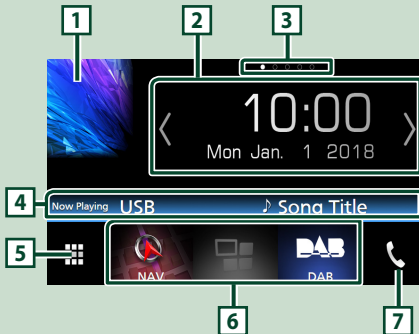 1
2
3
10:00
Mon Jan. 1 2018
4
Now Playing USB ♪ Song Title
5
DAB
NAV DAB
6
7